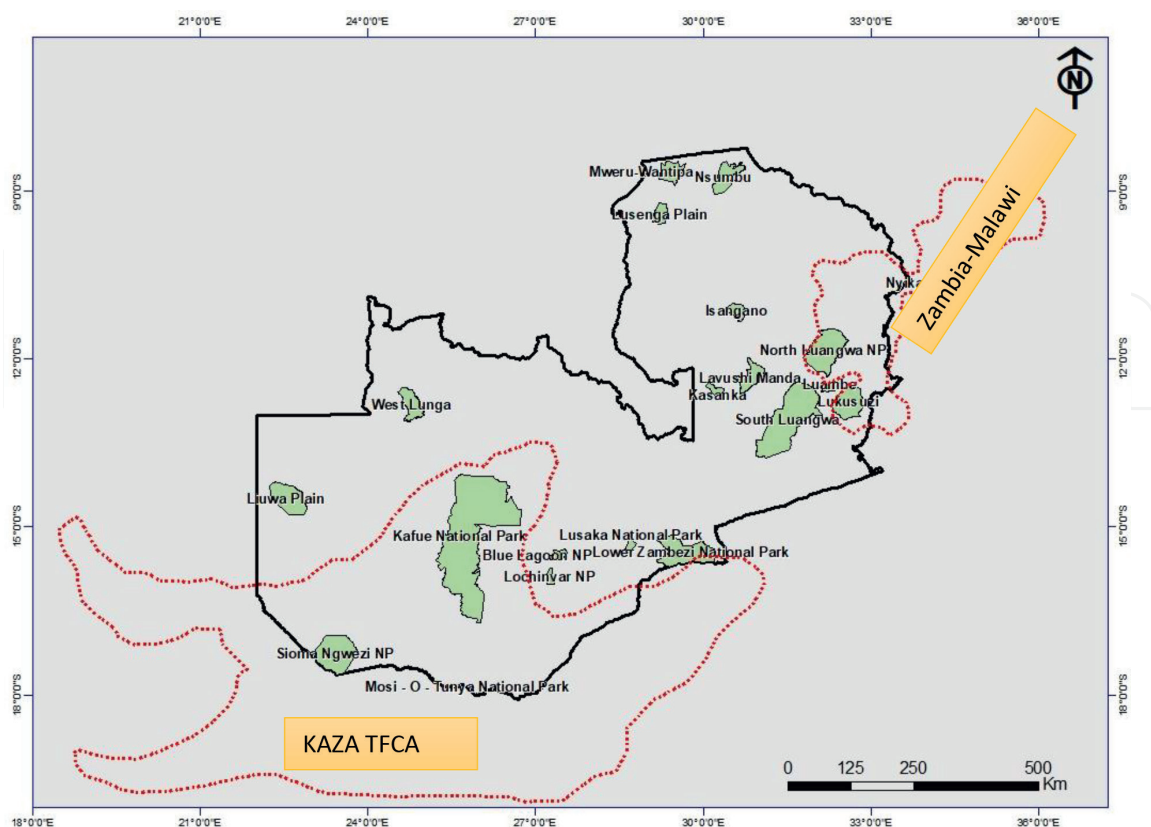 21°0'0"E 24°0'0"E 27°0'0"E 30°0'0"E 33°0'0"E 36°0'0"E
N
9°0'0"S
9°0'0"S
Mweru-Wantipa
Nsumbu
Lusenga Plain
Zambia-Malawi
Isangano
North Luangwa NP
12°0'0"S
12°0'0"S
Lavushi Manda
Luambe
Kasanka
Lukusuzi
West Lunga
South Luangwa
Liuwa Plain
15°0'0"S
15°0'0"S
Kafue National Park
Lusaka National Park
Blue Lagoon NP
Lower Zambezi National Park
Lochinvar NP
Sioma Ngwezi NP
Mosi - O - Tunya National Park
18°0'0"S
18°0'0"S
KAZA TFCA
0 125 250 500
Km
18°0'0"E 21°0'0"E 24°0'0"E 27°0'0"E 30°0'0"E 33°0'0"E